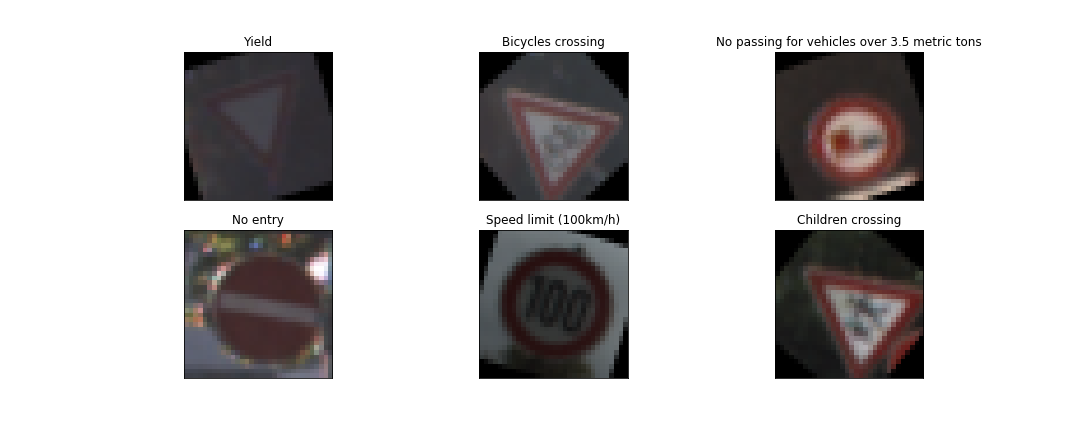 Yield
Bicycles crossing
No passing for vehicles over 3.5 metric tons
No entry
Speed limit (100km/h)
Children crossing
100